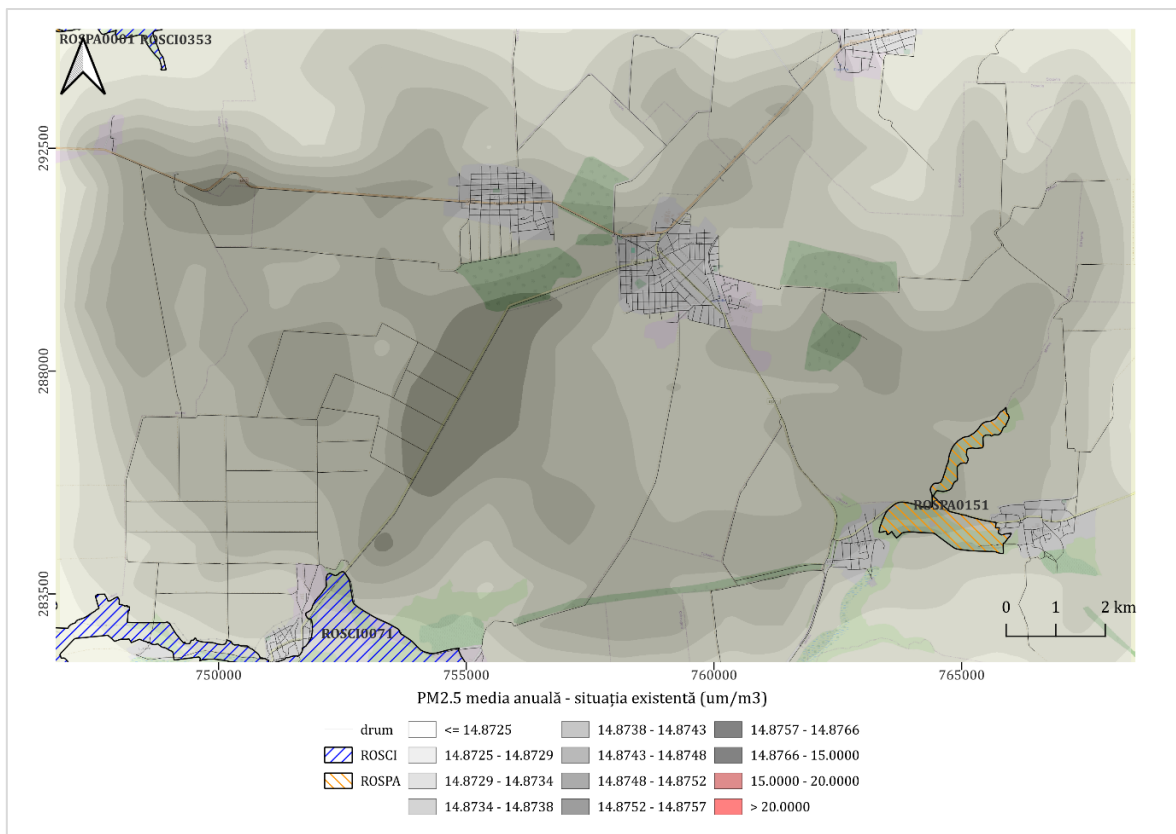 ROSPA0001 ROSCI0353
292500
288000
283500
ROSPA0151
ROSCI0071
0 1 2 km
750000 755000 760000 765000
PM2.5 media anuală - situația existentă (um/m3)
drum <= 14.8725 14.8738 - 14.8743 14.8757 - 14.8766
ROSCI 14.8725 - 14.8729 14.8743 - 14.8748 14.8766 - 15.0000
ROSPA 14.8729 - 14.8734 14.8748 - 14.8752 15.0000 - 20.0000
14.8734 - 14.8738 14.8752 - 14.8757 > 20.0000